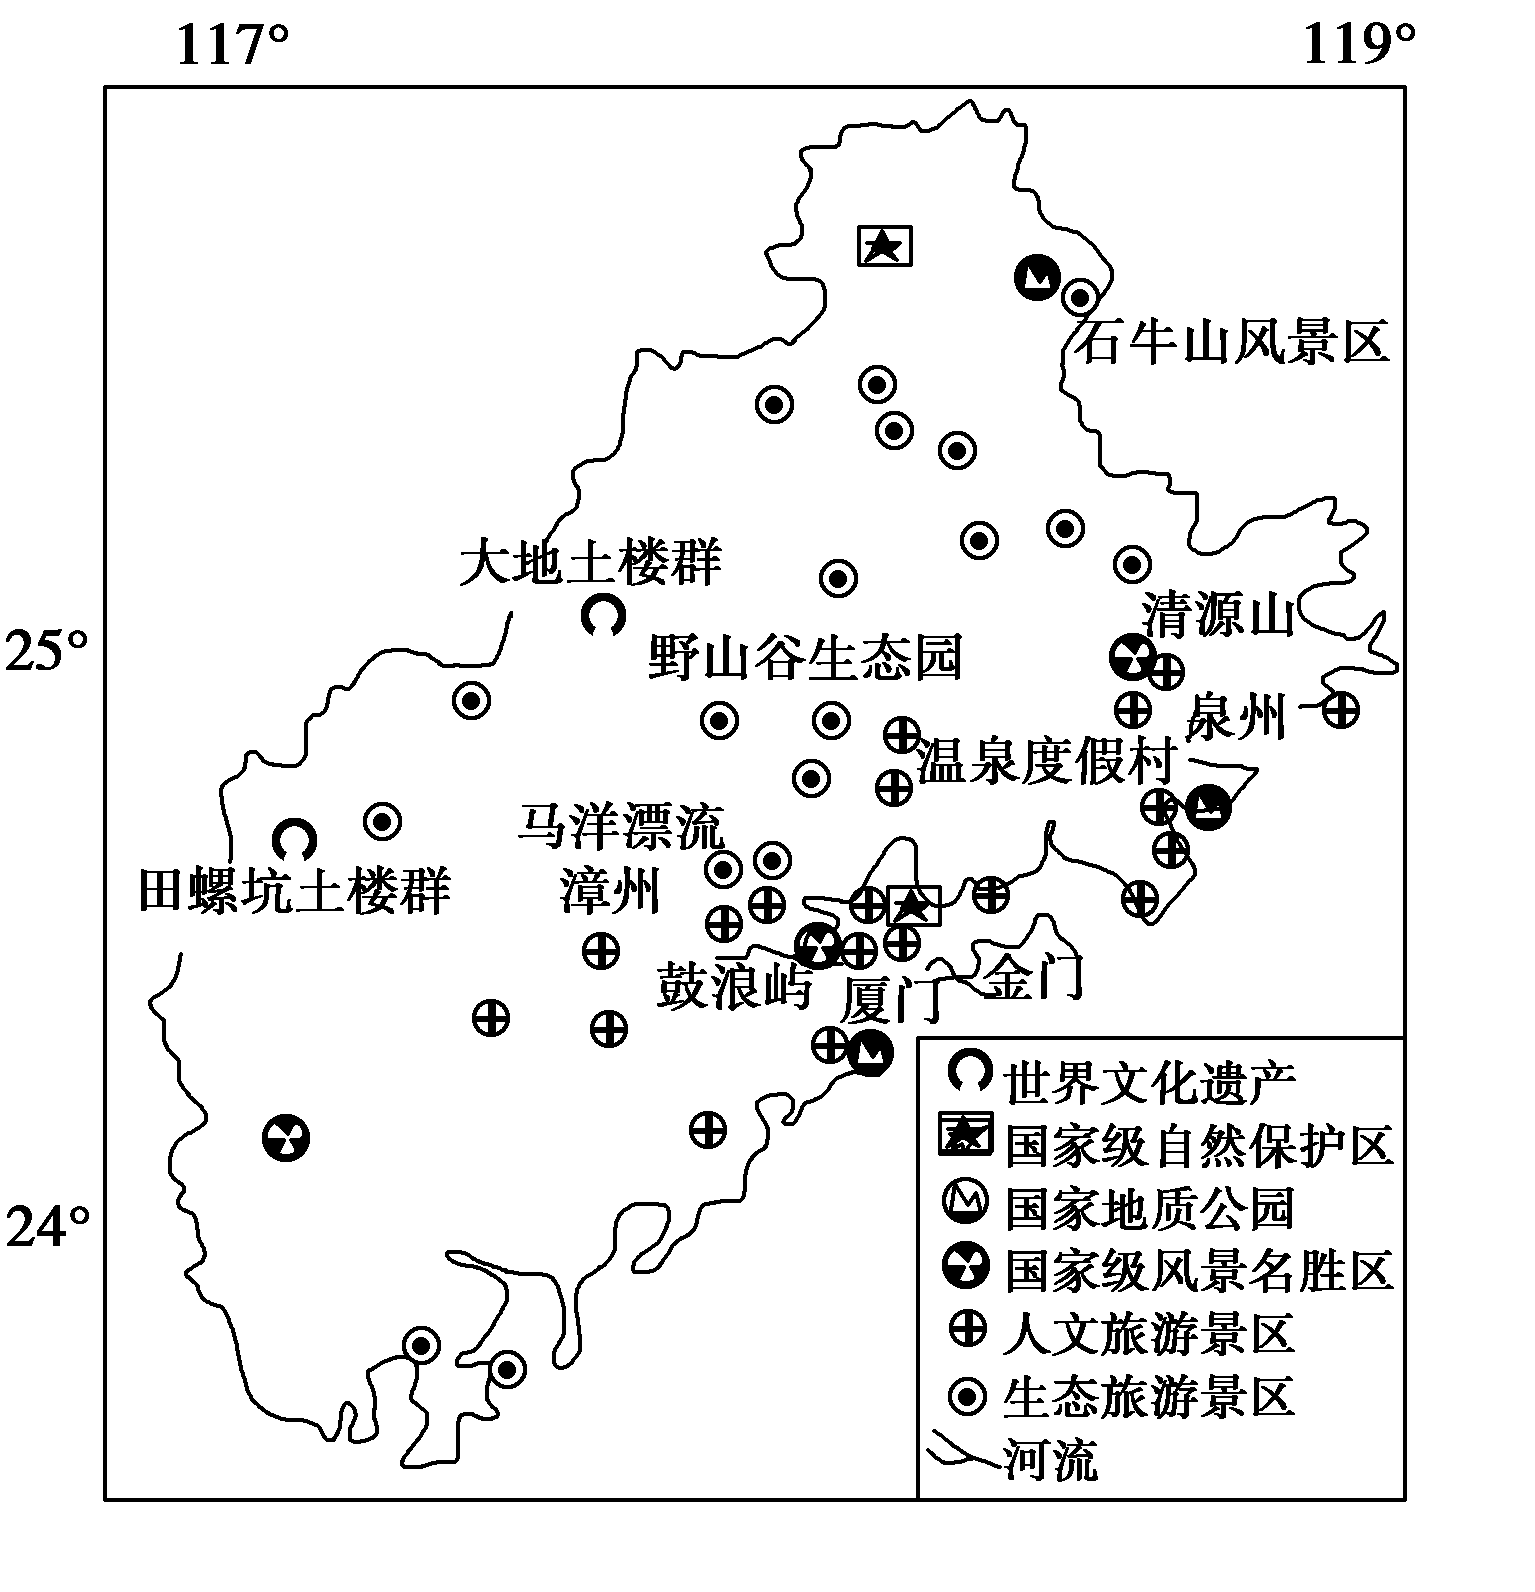 117°
119°
石牛山风景区
大地土楼群
清源山
25°
野山谷生态园
泉州
温泉度假村
马洋漂流
田螺坑土楼群
漳州
鼓浪屿
厦门
金门
世界文化遗产
国家级自然保护区
国家地质公园
24°
国家级风景名胜区
人文旅游景区
生态旅游景区
河流